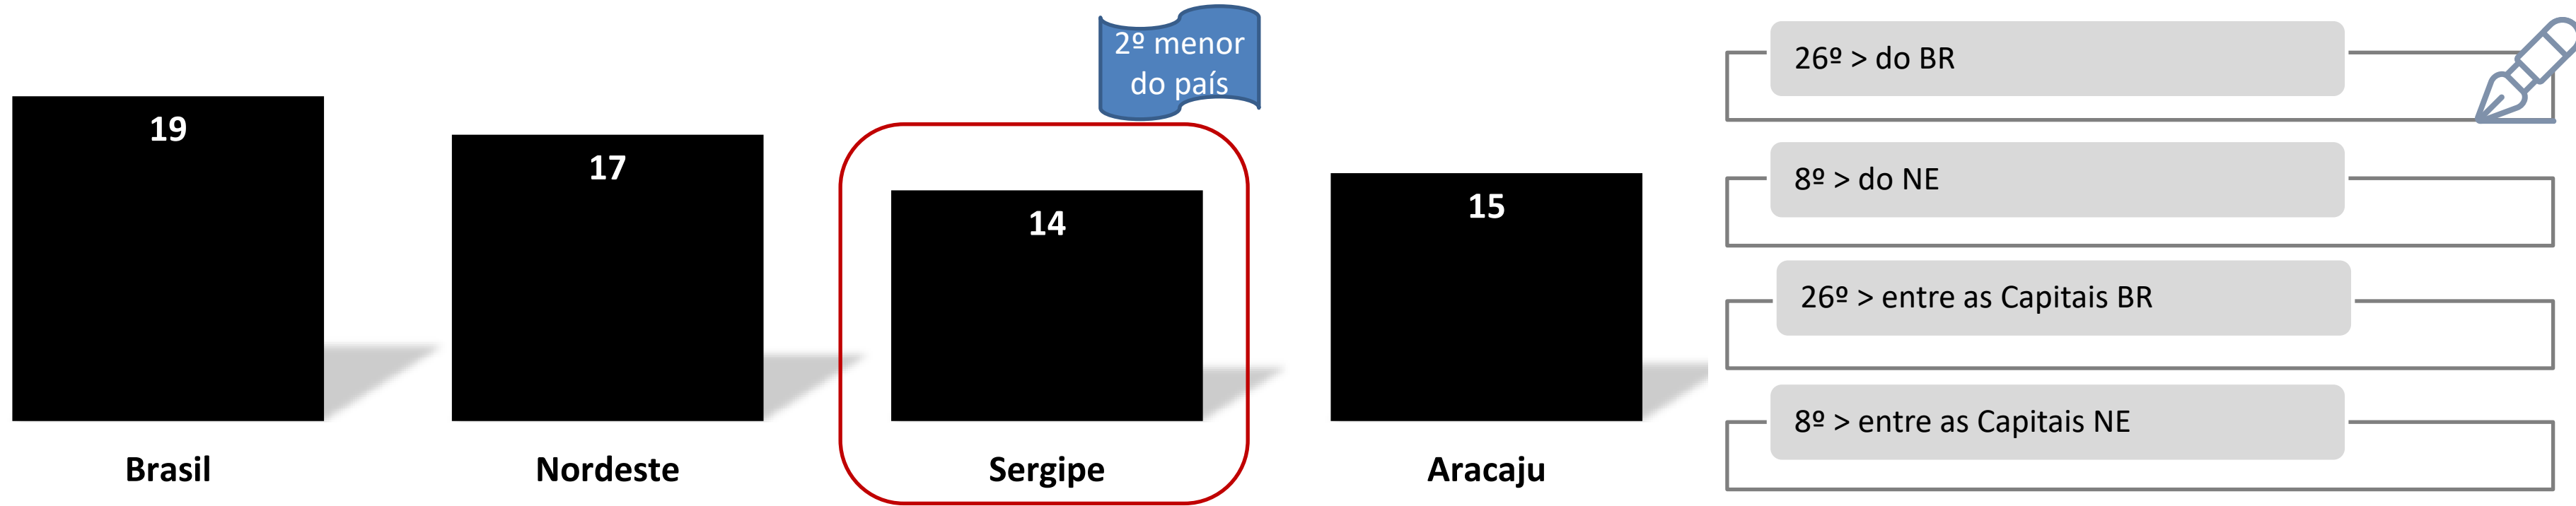 2º menor
do país
19
17
14
15
Brasil
Nordeste
Sergipe
Aracaju
26º > do BR
8º > do NE
26º > entre as Capitais BR
8º > entre as Capitais NE